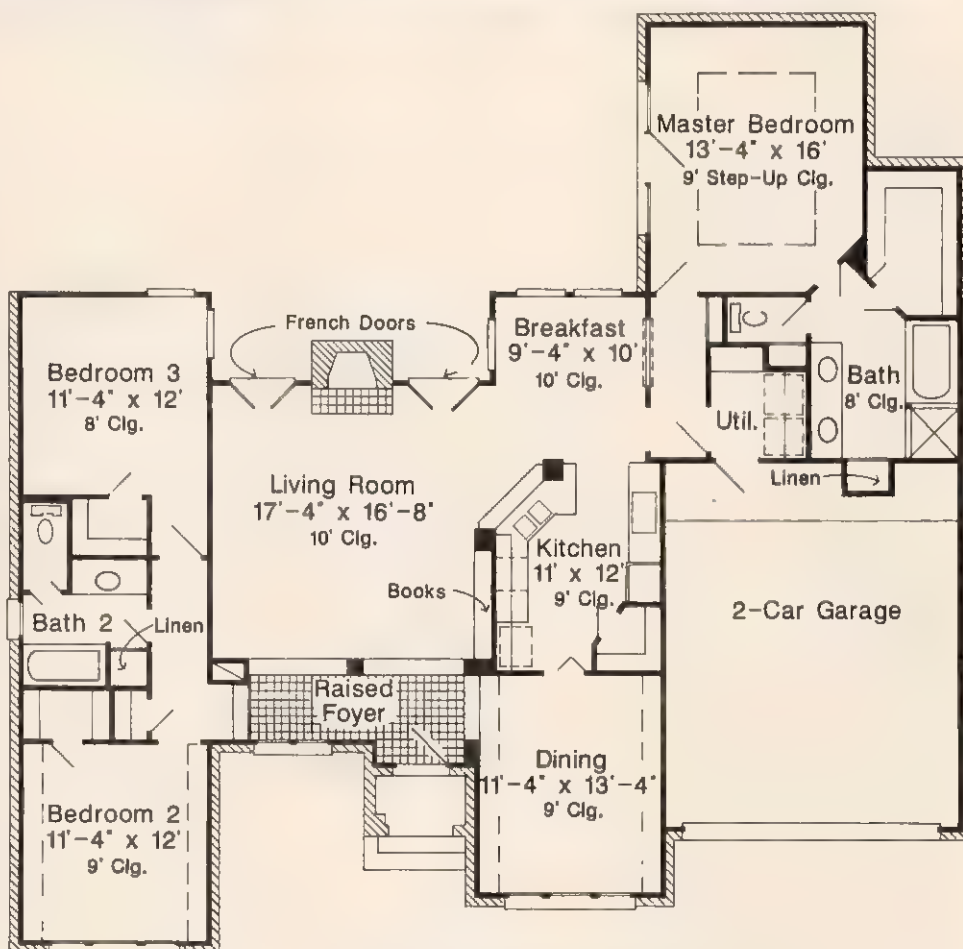 Master Bedroom
13'-4" x 16'
9' Step-Up Clg.
French Doors
Breakfast
9'-4" x 10'
10' Clg.
Bedroom 3
11'-4" x 12'
8' Clg.
Bath
8' Clg.
Util.
Linen
Living Room
17'-4" x 16'-8"
10' Clg.
Kitchen
11' x 12'
9' Clg.
Books
2-Car Garage
Bath 2
Linen
Raised
Foyer
Dining
11'-4" x 13'-4"
9' Clg.
Bedroom 2
11'-4" x 12'
9' Clg.